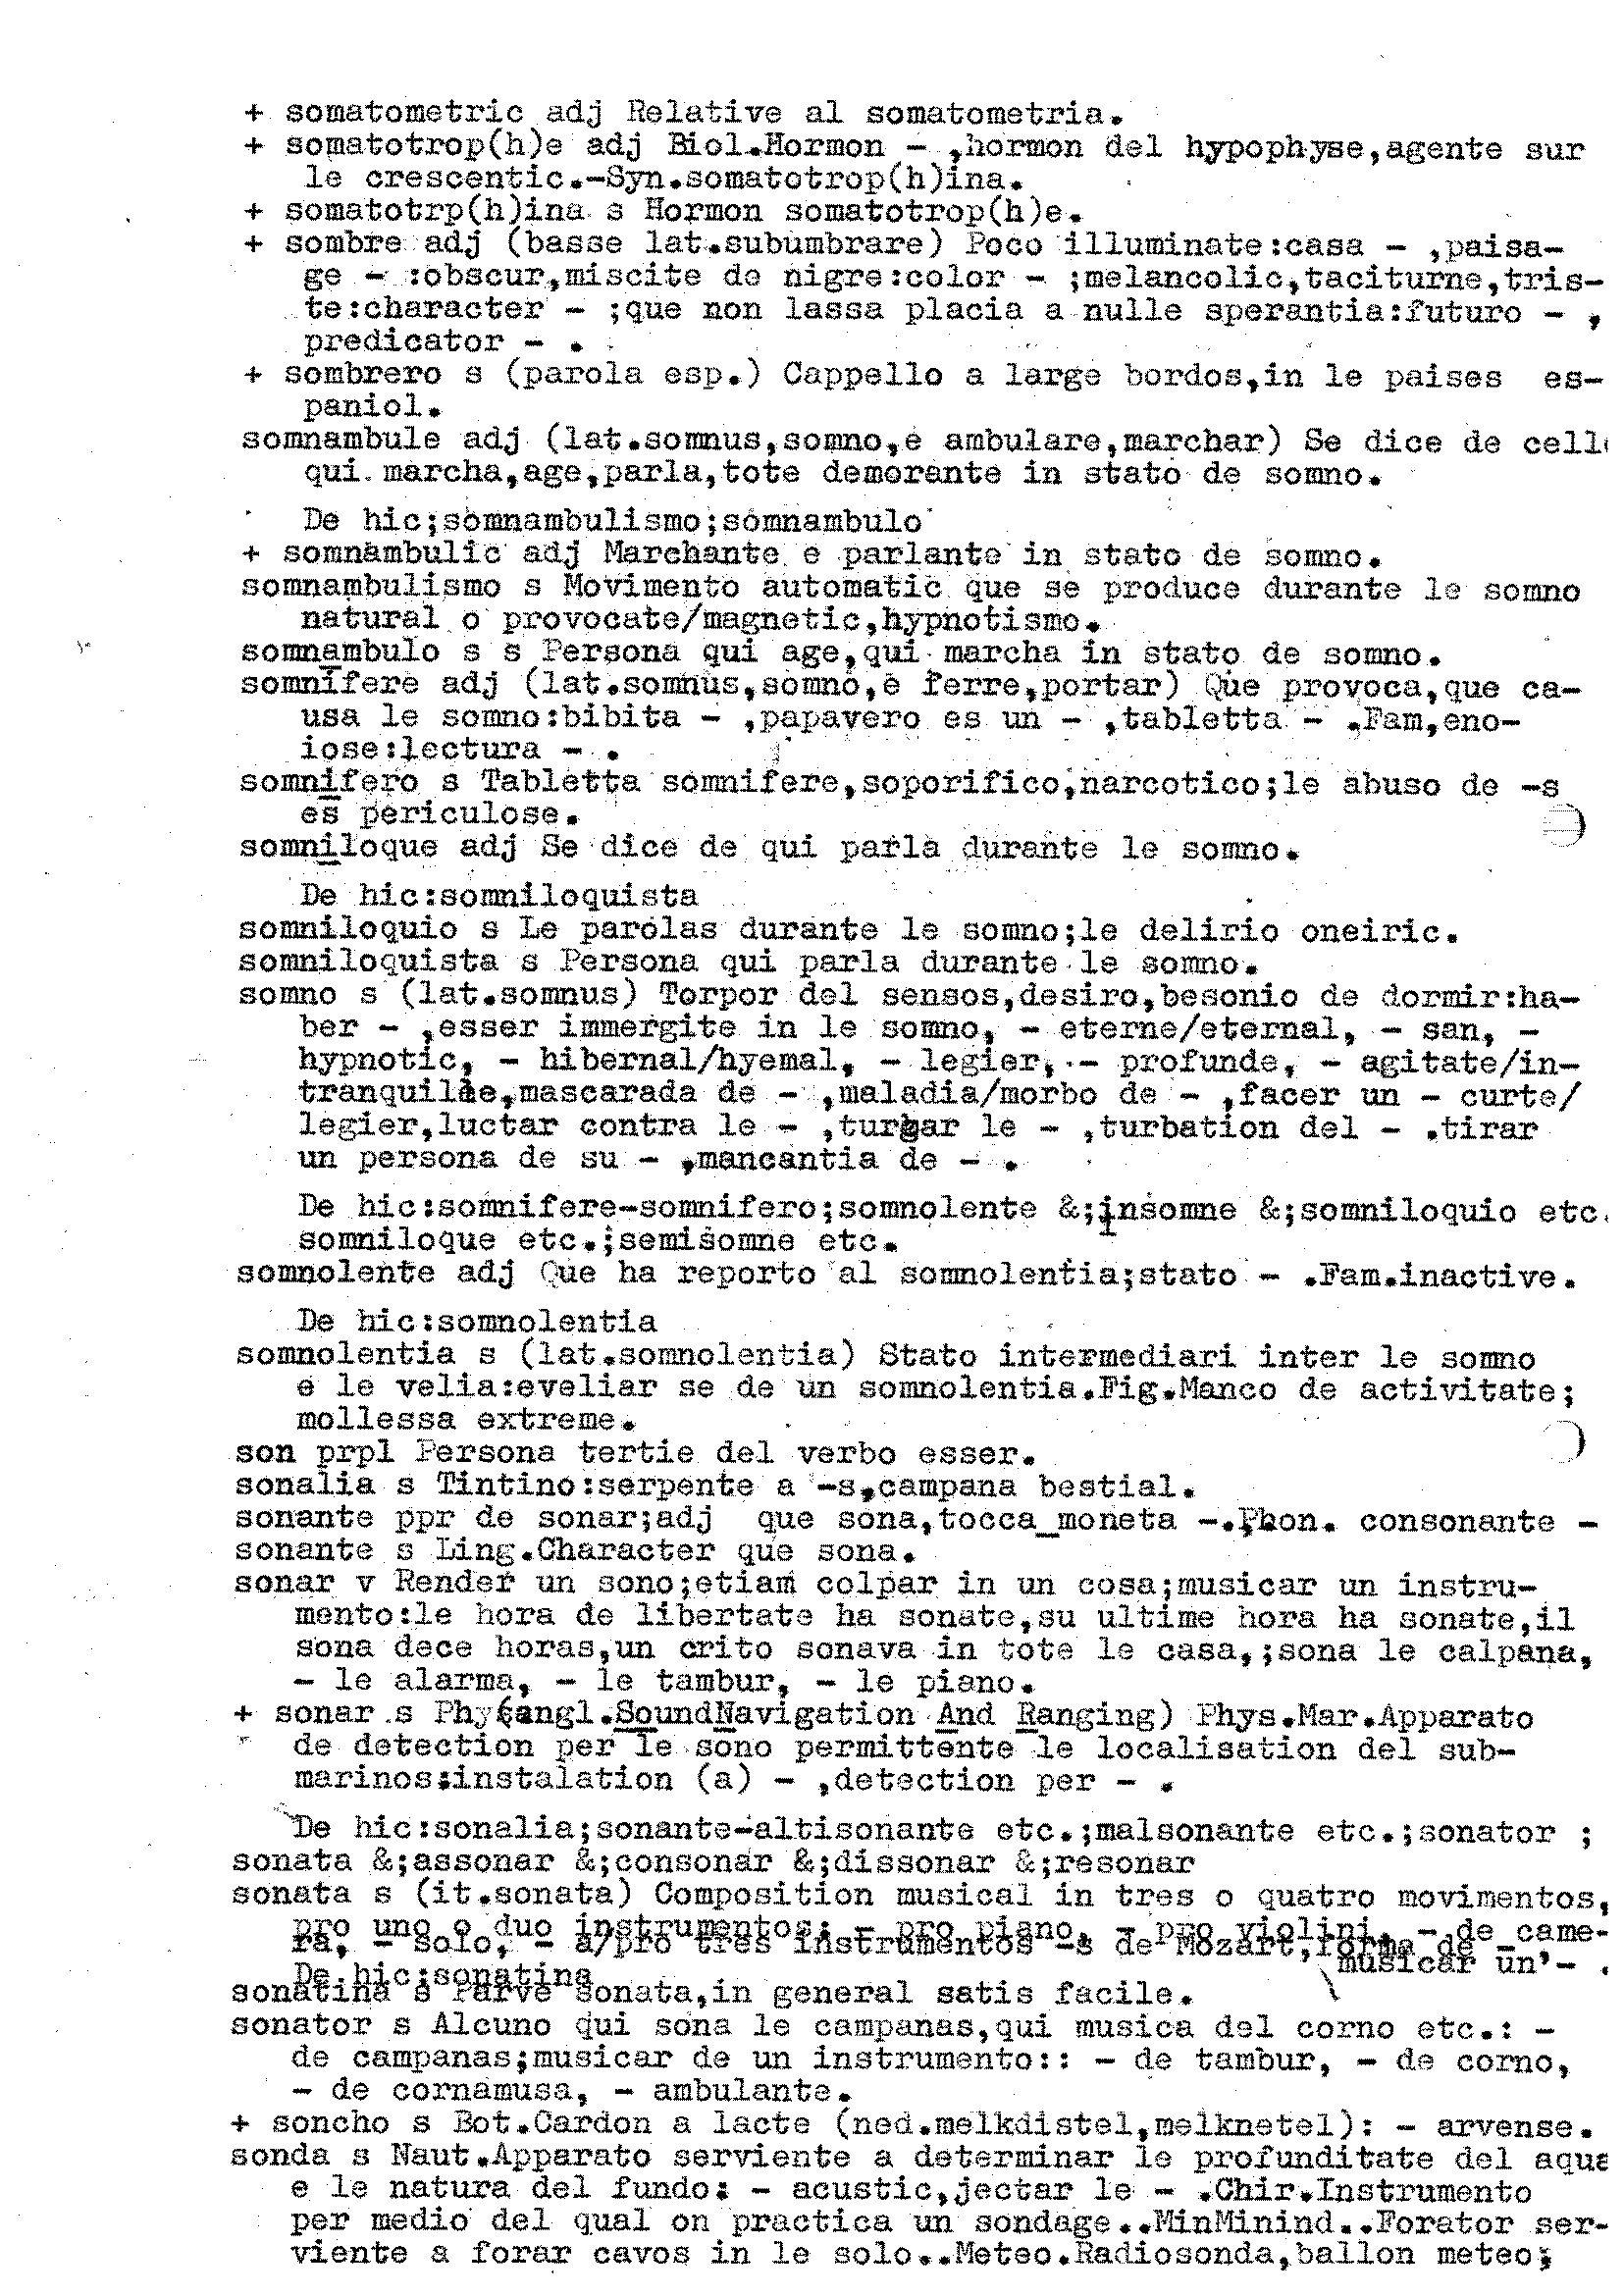 + somatometric adj Relative al somatometria.
+ somatotrop(h)e adj Biol.Hormon - ,hormon del hypophyse,agente sur
le crescentic.-Syn.somatotrop(h)ina.
+ somatotrp(h)ina s Hormon somatotrop(h)e.
+ sombre adj (basse lat.subumbrare) Poco illuminate:casa - ,paisa-
ge - :obscur,miscite de nigre:color - ;melancolic,taciturne,tris-
te:character - ;que non lassa placia a nulle sperantia:futuro - ,
predicator - .
+ sombrero s (parola esp.) Cappello a large bordos,in le paises es-
paniol.
somnambule adj (lat.somnus,somno,e ambulare,marchar) Se dice de celle
qui marcha,age,parla,tote demorante in stato de somno.
De hic;somnambulismo;somnambulo
+ somnambulic adj Marchante e parlante in stato de somno.
somnambulismo s Movimento automatic que se produce durante le somno
natural o provocate/magnetic,hypnotismo.
somnambulo s s Persona qui age,qui marcha in stato de somno.
somnifere adj (lat.somnus,somno,e ferre,portar) Que provoca,que ca-
usa le somno:bibita - ,papavero es un - ,tabletta - .Fam,eno-
iose:lectura - .
somnifero s Tabletta somnifere,soporifico,narcotico;le abuso de -s
es periculose.
somniloque adj Se dice de qui parla durante le somno.
De hic:somniloquista
somniloquio s Le parolas durante le somno;le delirio oneiric.
somniloquista s Persona qui parla durante le somno.
somno s (lat.somnus) Torpor del sensos,desiro,besonio de dormir:ha-
ber - ,esser immergite in le somno, - eterne/eternal, - san, -
hypnotic, - hibernal/hyemal, - legier, - profunde, - agitate/in-
tranquille,mascarada de - ,maladia/morbo de - ,facer un - curte/
legier,luctar contra le - ,turbar le - ,turbation del - .tirar
un persona de su - ,mancantia de - .
De hic:somnifere-somnifero;somnolente &;insomne &;somniloquio etc.
somniloque etc.;semisomne etc.
somnolente adj Que ha reporto al somnolentia;stato - .Fam.inactive.
De hic:somnolentia
somnolentia s (lat.somnolentia) Stato intermediari inter le somno
e le velia:eveliar se de un somnolentia.Fig.Manco de activitate;
mollessa extreme.
son prpl Persona tertie del verbo esser.
sonalia s Tintino:serpente a -s,campana bestial.
sonante ppr de sonar;adj que sona,tocca_moneta -.Phon. consonante -
sonante s Ling.Character que sona.
sonar v Render un sono;etiam colpar in un cosa;musicar un instru-
mento:le hora de libertate ha sonate,su ultime hora ha sonate,il
sona dece horas,un crito sonava in tote le casa,;sona le calpana,
- le alarma, - le tambur, - le piano.
+ sonar s Phy(angl.SoundNavigation And Ranging) Phys.Mar.Apparato
de detection per le sono permittente le localisation del sub-
marinos:instalation (a) - ,detection per - .
De hic:sonalia;sonante-altisonante etc.;malsonante etc.;sonator ;
sonata &;assonar &;consonar &;dissonar &;resonar
sonata s (it.sonata) Composition musical in tres o quatro movimentos,
pro uno o duo instrumentos: - pro piano, - pro violini, - de came-
ra, - solo, - a/pro tres instrumentos -s de Mozart,forma de -
musicar un - .
De hic:sonatina
sonatina s Parve sonata,in general satis facile.
sonator s Alcuno qui sona le campanas,qui musica del corno etc.: -
de campanas;musicar de un instrumento:: - de tambur, - de corno,
- de cornamusa, - ambulante.
+ soncho s Bot.Cardon a lacte (ned.melkdistel,melknetel): - arvense.
sonda s Naut.Apparato serviente a determinar le profunditate del aqua
e le natura del fundo: - acustic,jectar le - .Chir.Instrumento
per medio del qual on practica un sondage..MinMinind..Forator ser-
viente a forar cavos in le solo..Meteo.Radiosonda,ballon meteo;